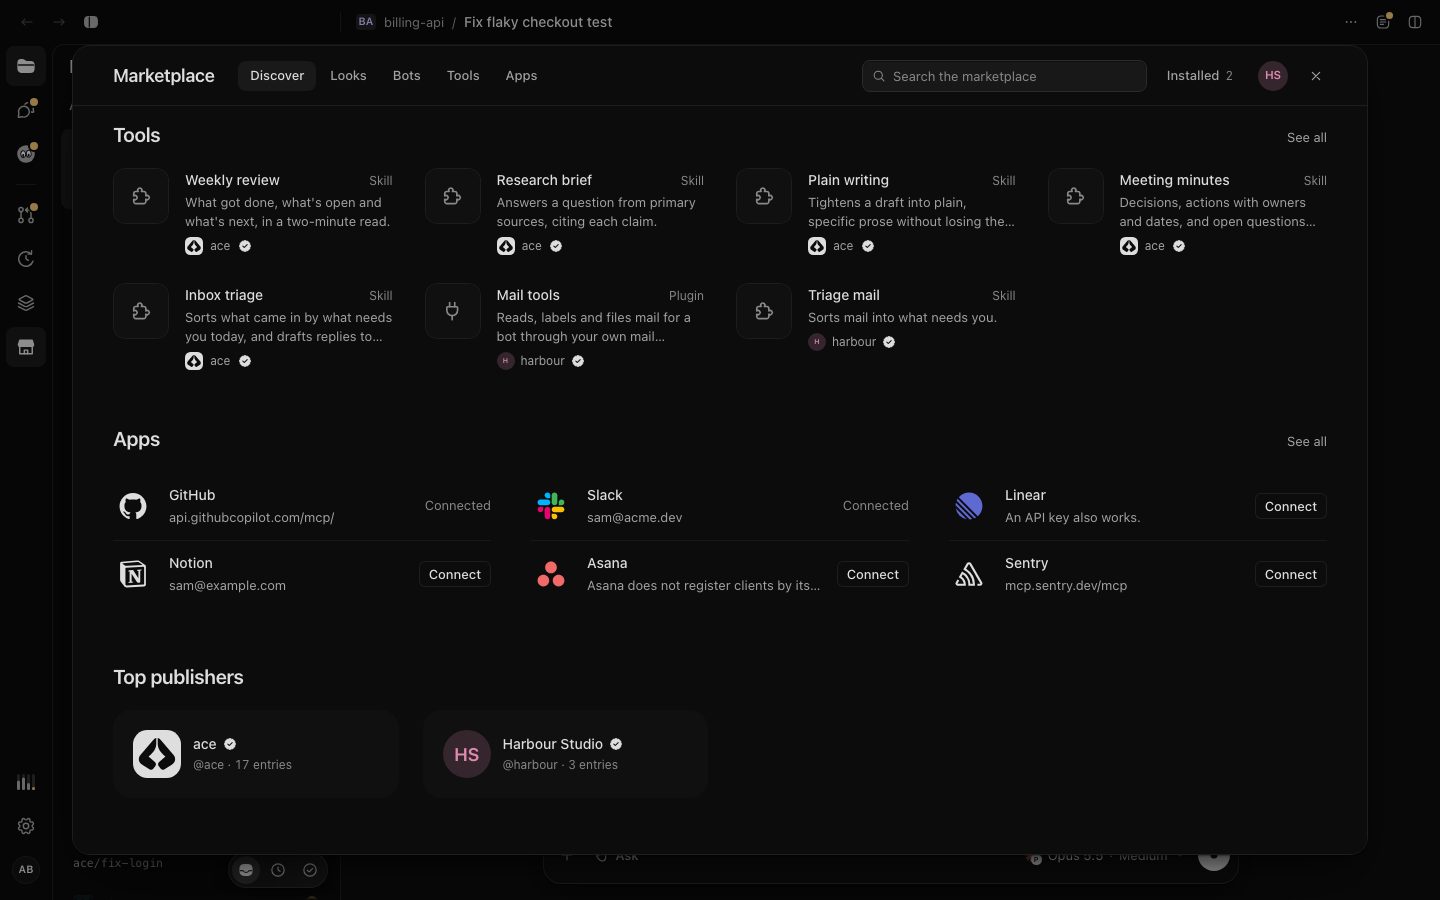 BA billing-api / Fix flaky checkout test
Marketplace Discover Looks Bots Tools Apps Search the marketplace Installed 2 HS
Tools See all
Weekly review Skill
What got done, what's open and
what's next, in a two-minute read.
ace
Research brief Skill
Answers a question from primary
sources, citing each claim.
ace
Plain writing Skill
Tightens a draft into plain,
specific prose without losing the...
ace
Meeting minutes Skill
Decisions, actions with owners
and dates, and open questions...
ace
Inbox triage Skill
Sorts what came in by what needs
you today, and drafts replies to...
ace
Mail tools Plugin
Reads, labels and files mail for a
bot through your own mail...
H harbour
Triage mail Skill
Sorts mail into what needs you.
H harbour
Apps See all
GitHub
api.githubcopilot.com/mcp/
Connected
Slack
sam@acme.dev
Connected
Linear
An API key also works.
Connect
Notion
sam@example.com
Connect
Asana
Asana does not register clients by its...
Connect
Sentry
mcp.sentry.dev/mcp
Connect
Top publishers
ace
@ace · 17 entries
HS
Harbour Studio
@harbour · 3 entries
AB
ace/fix-login
Ask
Opus 5.5 · Medium